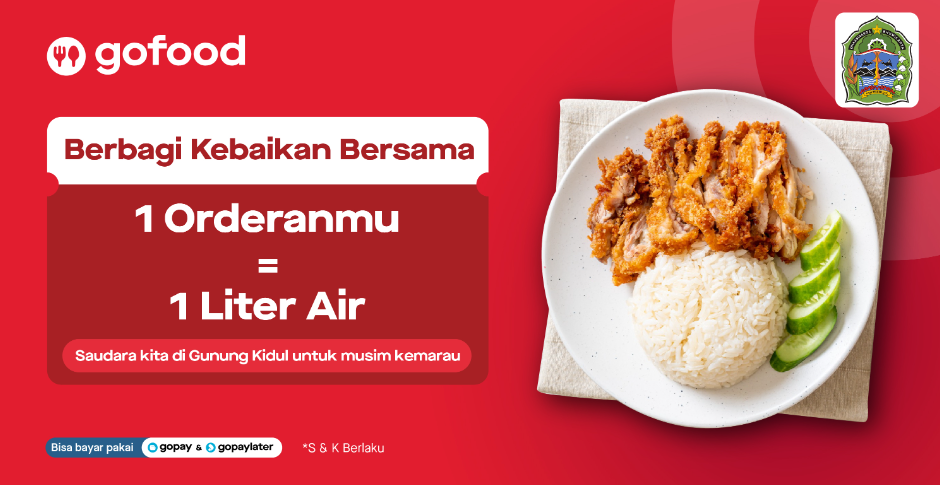 gofood
Berbagi Kebaikan Bersama
1 Orderanmu
=
1 Liter Air
Saudara kita di Gunung Kidul untuk musim kemarau
Bisa bayar pakai gopay & gopaylater *S & K Berlaku